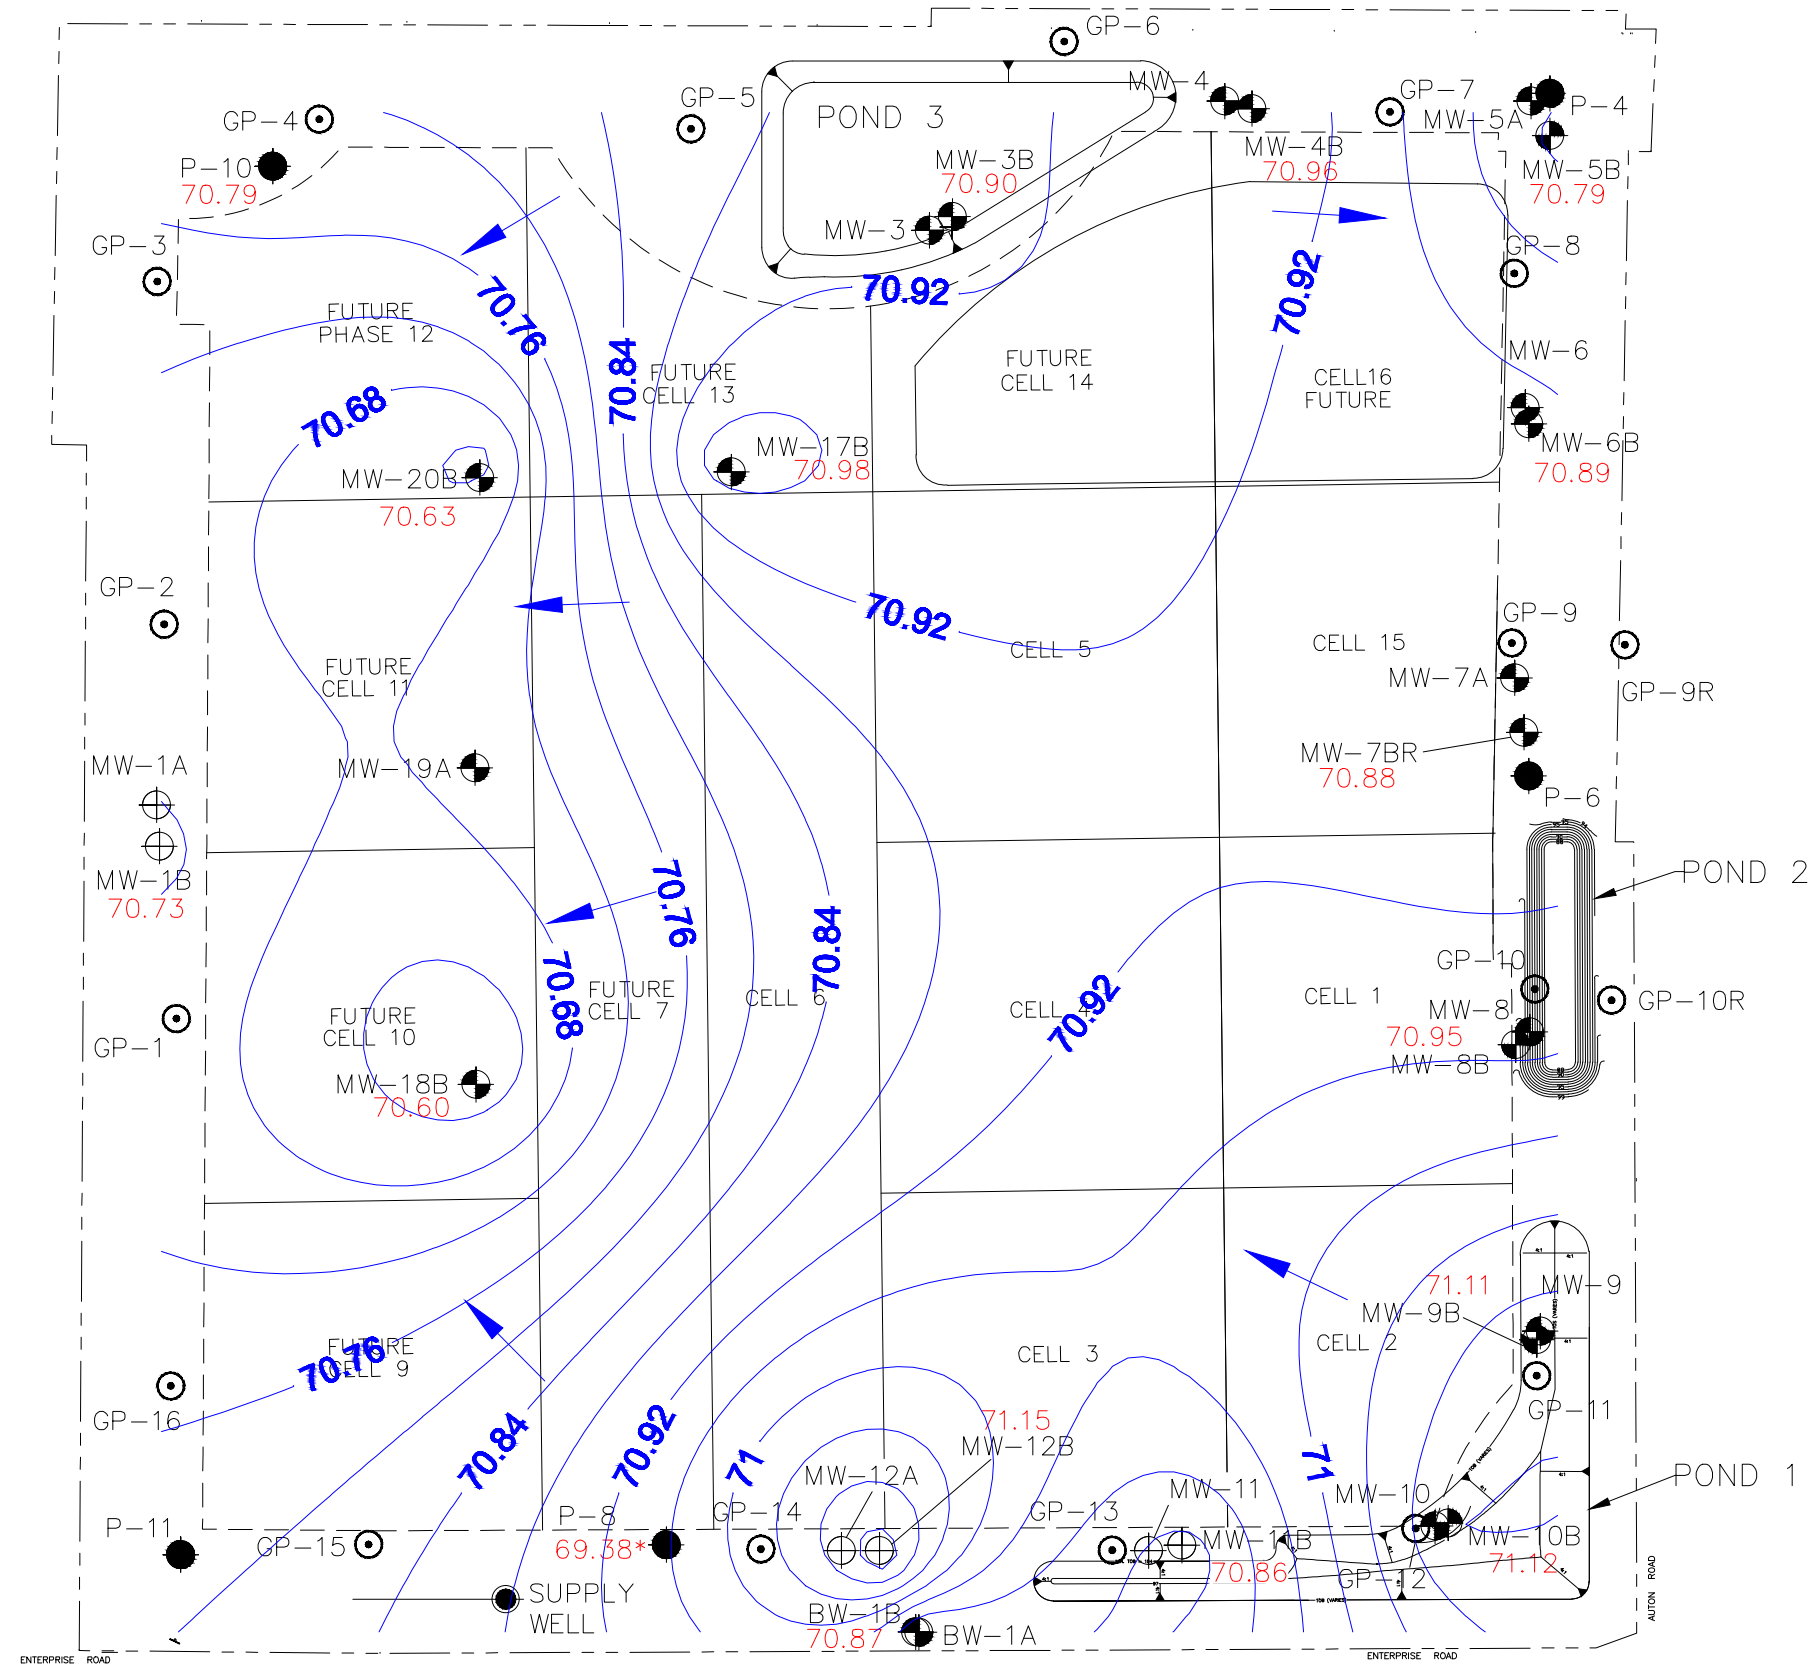 GP-6
MW-4
GP-7
GP-5
P-4
MW-5A
POND 3
GP-4
MW-4B
70.96
MW-3B
70.90
P-10
70.79
MW-5B
70.79
MW-3
GP-3
GP-8
70.92
70.92
70.76
FUTURE
PHASE 12
70.84
FUTURE
CELL 13
FUTURE
CELL 14
CELL16
FUTURE
MW-6
70.68
MW-17B
70.98
MW-6B
70.89
MW-20B
70.63
GP-2
70.92
GP-9
CELL 5
CELL 15
FUTURE
CELL 11
MW-7A
GP-9R
MW-7BR
70.88
MW-1A
MW-19A
P-6
MW-1B
70.73
POND 2
70.76
70.84
GP-10
70.68
FUTURE
CELL 7
CELL 6
CELL 4
70.92
CELL 1
GP-10R
MW-8
70.95
MW-8B
GP-1
FUTURE
CELL 10
MW-18B
70.60
71.11
MW-9
MW-9B
CELL 2
CELL 3
FUTURE
CELL 9
70.76
GP-16
GP-11
71.15
MW-12B
70.84
70.92
71
71
MW-12A
MW-11
MW-10
POND 1
P-11
GP-15
P-8
69.38*
GP-14
GP-13
MW-11B
70.86
MW-10B
71.12
GP-12
SUPPLY
WELL
BW-1B
70.87
BW-1A
AUTON ROAD
ENTERPRISE ROAD
ENTERPRISE ROAD